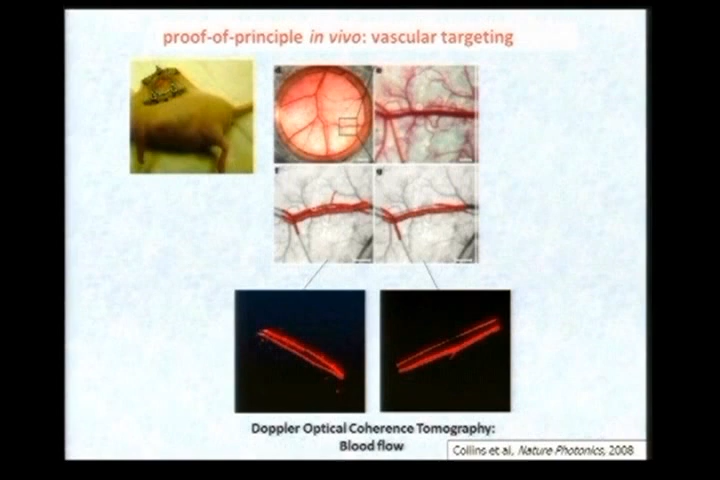 proof-of-principle in vivo: vascular targeting
d
e
f
g
Doppler Optical Coherence Tomography:
Blood flow
Collins et al, Nature Photonics, 2008